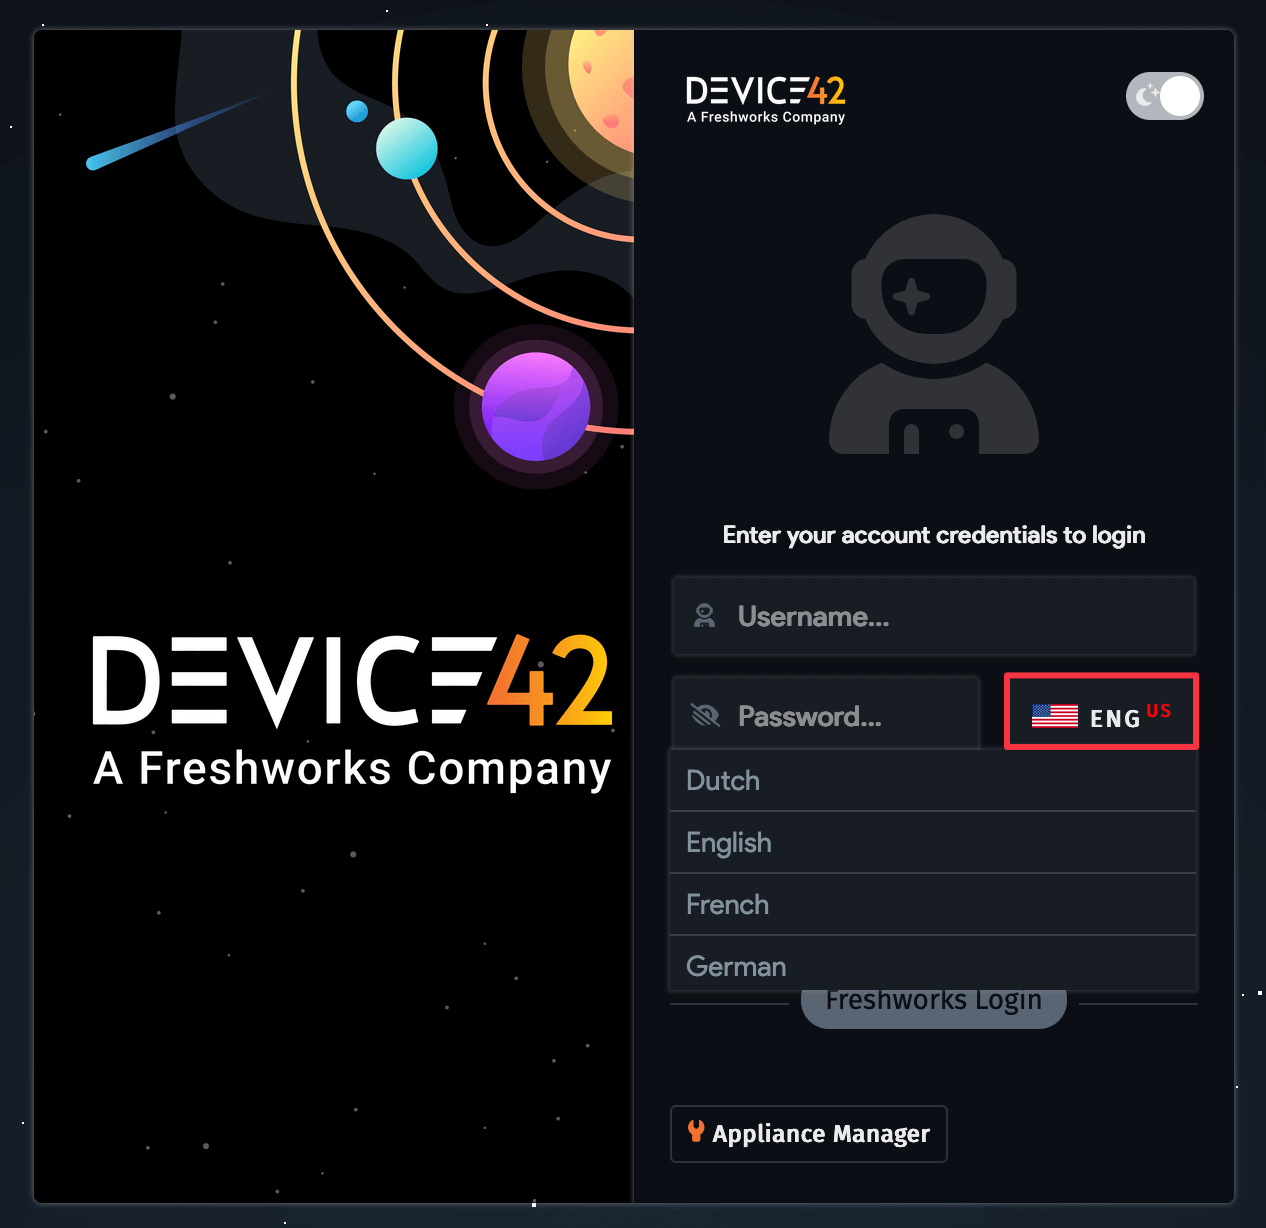 DEVICE42
A Freshworks Company
DEVICE42
A Freshworks Company
Enter your account credentials to login
Username...
Password...
ENG US
Dutch
English
French
German
Freshworks Login
Appliance Manager